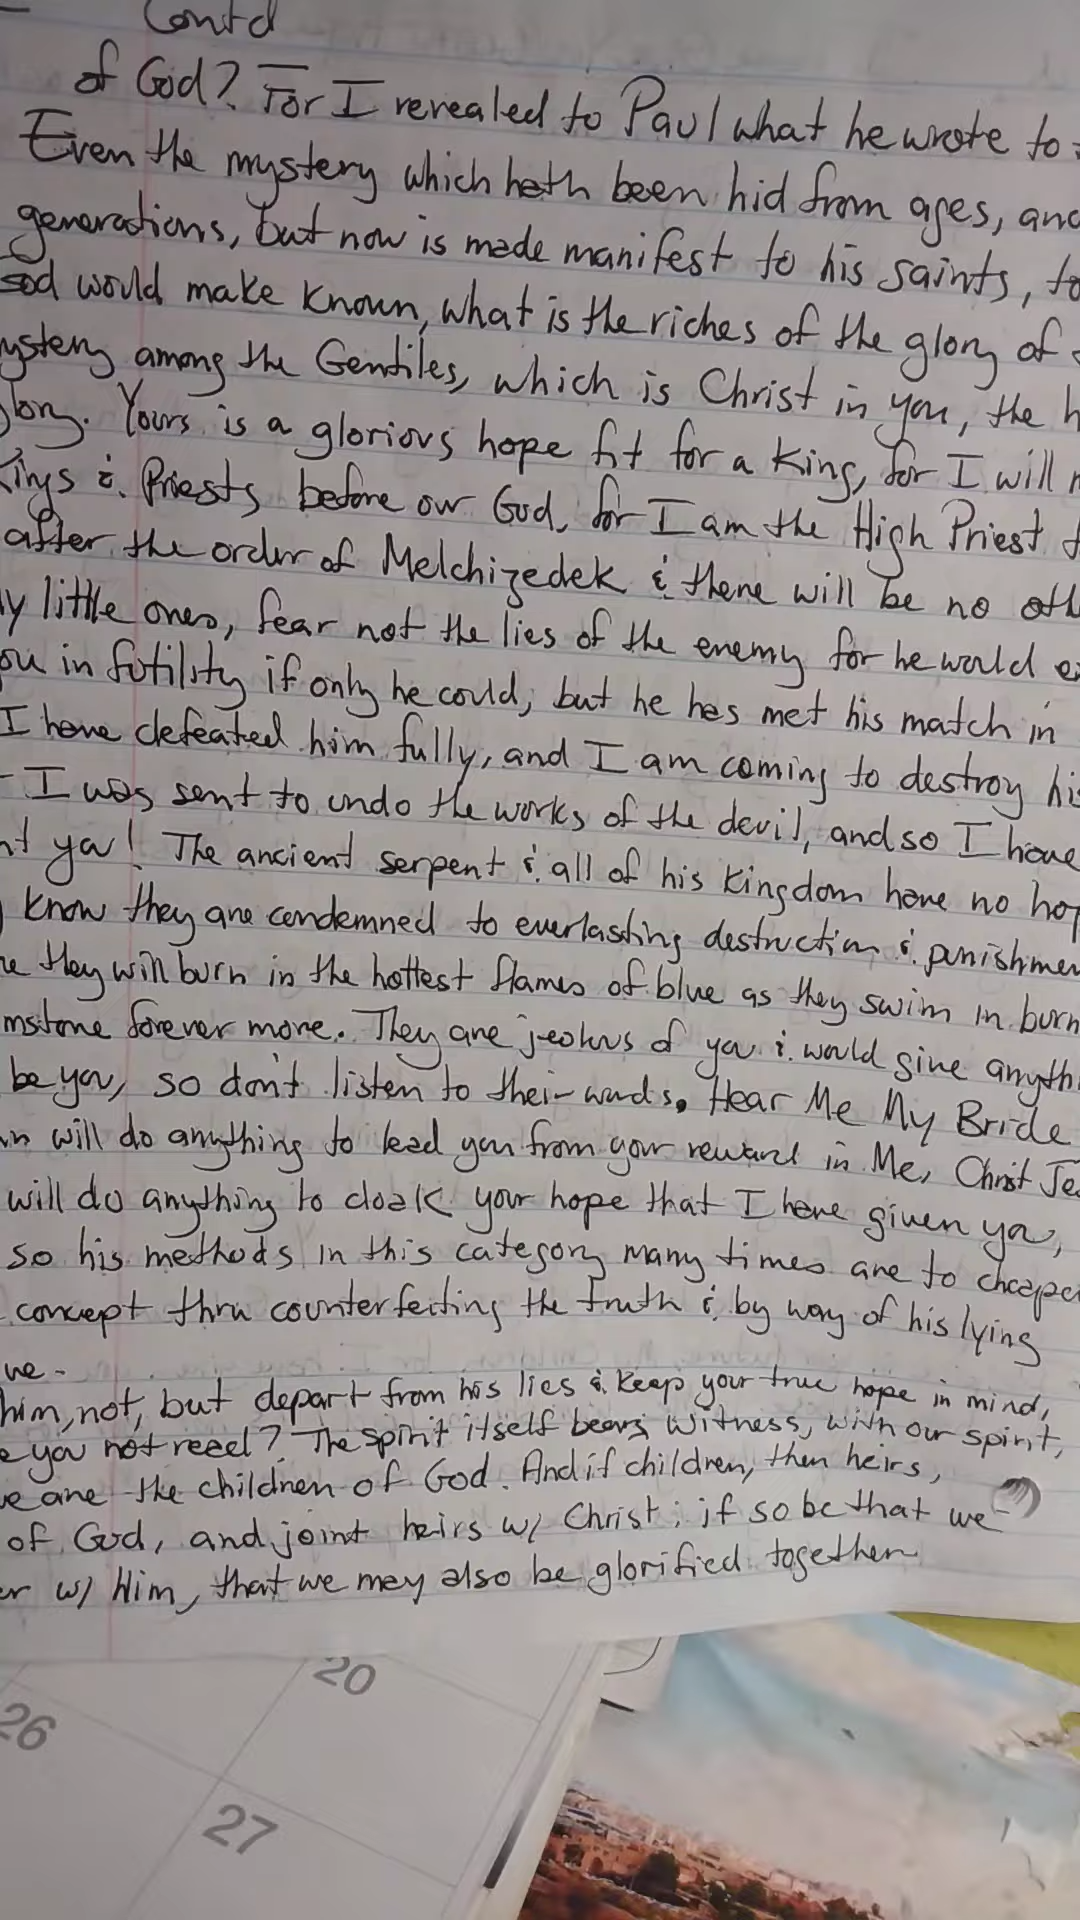 Contd
of God? For I revealed to Paul what he wrote to
Even the mystery which hath been hid from ages, and
generations, but now is made manifest to his saints, to
would make known, what is the riches of the glory of
among the Gentiles, which is Christ in you, the
Yours is a glorious hope fit for a King, for I will
Kings & Priests before our God, for I am the High Priest
after the order of Melchizedek & there will be no
little ones, fear not the lies of the enemy for he would
in futility if only he could, but he has met his match in
I have defeated him fully, and I am coming to destroy his
I was sent to undo the works of the devil, and so I have
you! The ancient serpent & all of his kingdom have no
know they are condemned to everlasting destruction &
they will burn in the hottest flames of blue as they swim in
forever more. They are jealous of you & would give
be you, so don't listen to their words. Hear Me My Bride
will do anything to lead you from your reward in Me, Christ
will do anything to cloak your hope that I have given you,
so his methods in this category many times are to
concept thru counterfeiting the truth & by way of his lying
him, not, but depart from his lies & keep your true hope in mind,
you not read? The spirit itself bears witness, with our spirit,
are the children of God. And if children, then heirs,
of God, and joint heirs w/ Christ; if so be that we
w/ Him, that we may also be glorified together
20
26
27